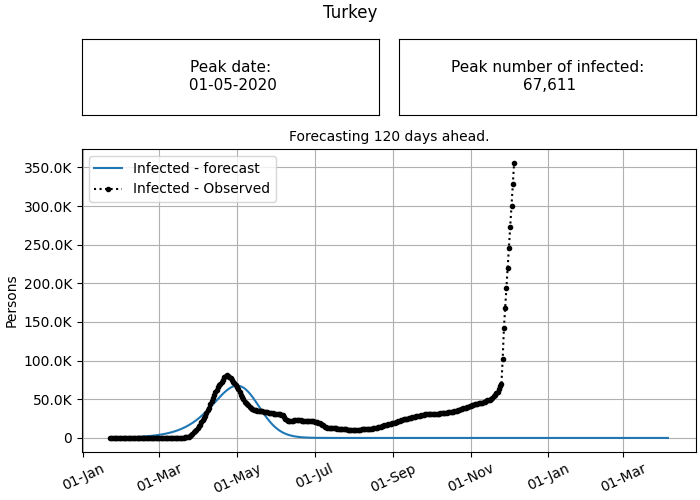 Turkey
Peak date:
01-05-2020
Peak number of infected:
67,611
Forecasting 120 days ahead.
Infected - forecast
Infected - Observed
Persons
350.0K
300.0K
250.0K
200.0K
150.0K
100.0K
50.0K
0
01-Jan
01-Mar
01-May
01-Jul
01-Sep
01-Nov
01-Jan
01-Mar